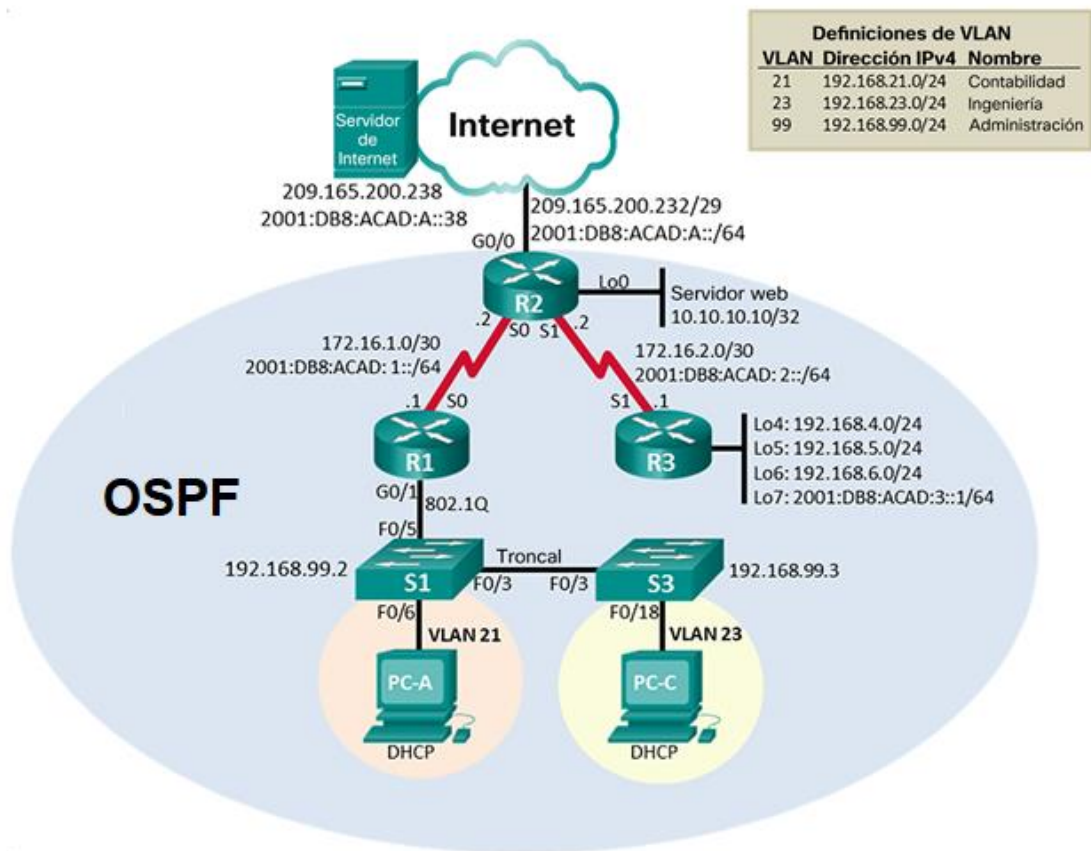 Definiciones de VLAN
VLAN Dirección IPv4 Nombre
21 192.168.21.0/24 Contabilidad
23 192.168.23.0/24 Ingeniería
99 192.168.99.0/24 Administración
Servidor
de
Internet
Internet
209.165.200.238
2001:DB8:ACAD:A::38
209.165.200.232/29
2001:DB8:ACAD:A::/64
G0/0
R2
Lo0
Servidor web
10.10.10.10/32
.2
S0
S1
.2
172.16.1.0/30
2001:DB8:ACAD: 1::/64
172.16.2.0/30
2001:DB8:ACAD: 2::/64
.1
S0
S1
.1
R1
R3
Lo4: 192.168.4.0/24
Lo5: 192.168.5.0/24
Lo6: 192.168.6.0/24
Lo7: 2001:DB8:ACAD:3::1/64
OSPF
G0/1
802.1Q
F0/5
192.168.99.2
S1
F0/3
Troncal
F0/3
S3
192.168.99.3
F0/6
VLAN 21
F0/18
VLAN 23
PC-A
PC-C
DHCP
DHCP